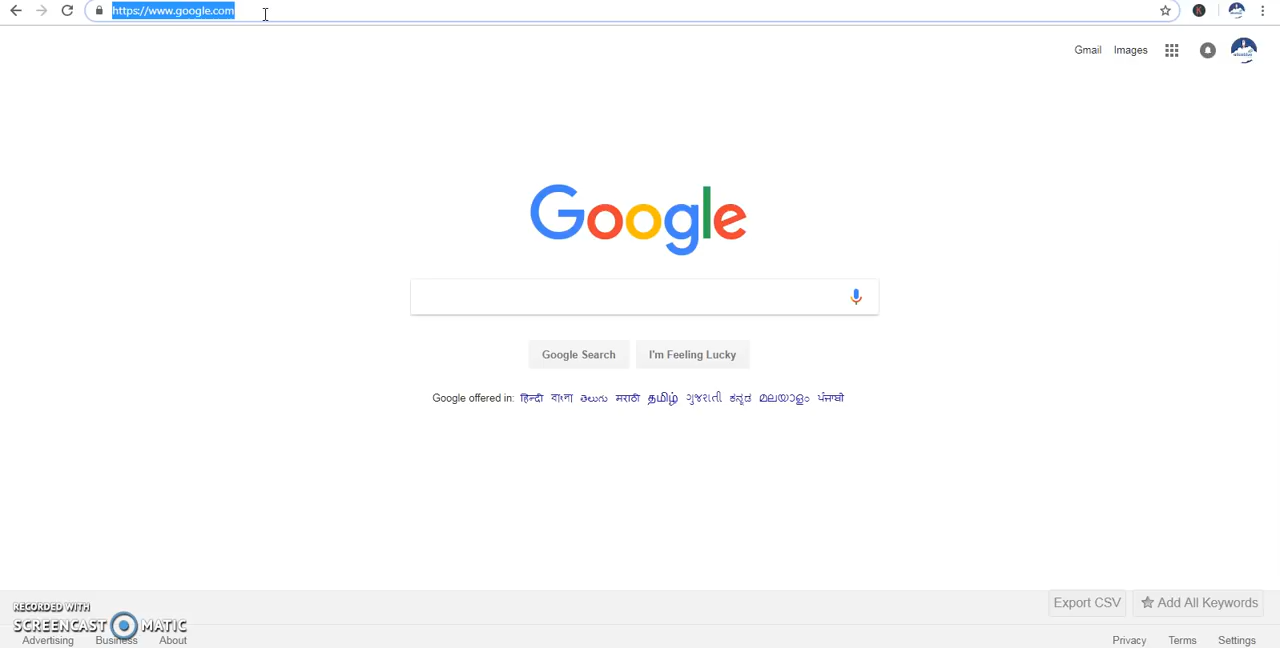 https://www.google.com
K
Gmail Images
Google
Google Search I'm Feeling Lucky
Google offered in: हिन्दी বাংলা తెలుగు मराठी தமிழ் ગુજરાતી ಕನ್ನಡ മലയാളം ਪੰਜਾਬੀ
Export CSV Add All Keywords
RECORDED WITH
SCREENCAST MATIC
Advertising Business About Privacy Terms Settings